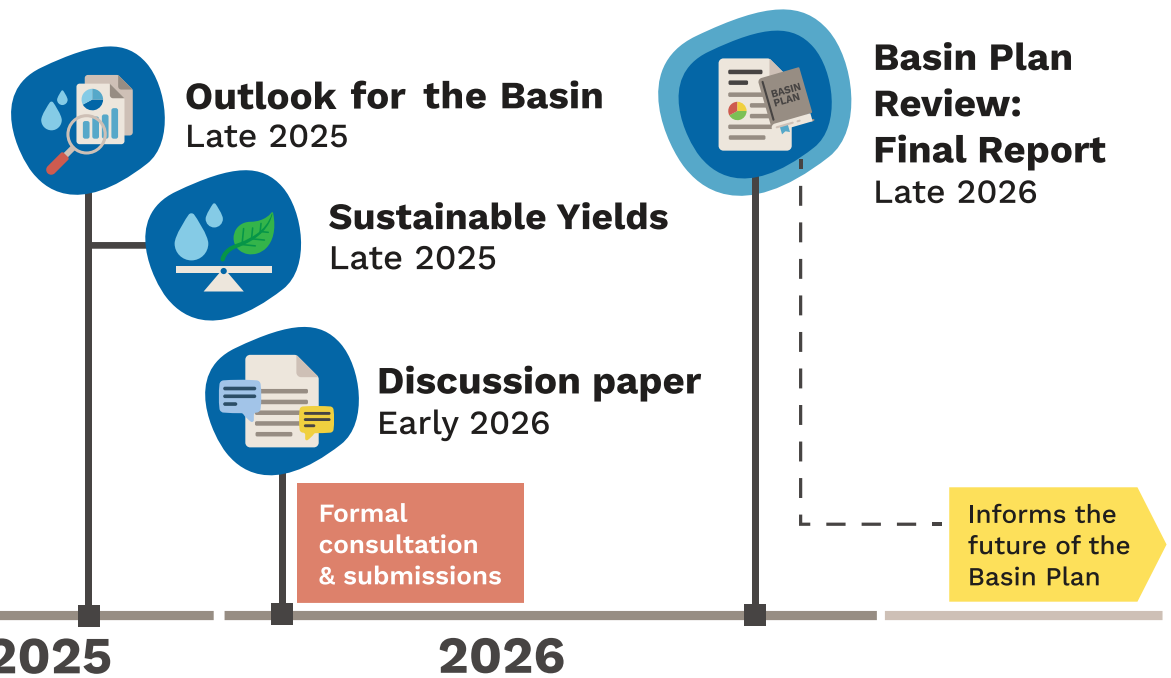 Outlook for the Basin
Late 2025
Sustainable Yields
Late 2025
Discussion paper
Early 2026
Formal
consultation
& submissions
BASIN
PLAN
Basin Plan
Review:
Final Report
Late 2026
Informs the
future of the
Basin Plan
2025
2026